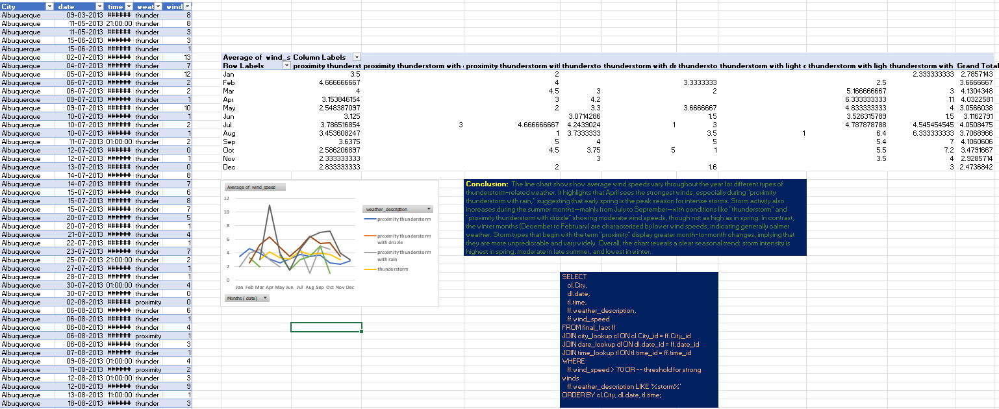 City date time weat wind
Albuquerque 09-03-2013 ###### thunder 8
Albuquerque 11-05-2013 21:00:00 thunder 8
Albuquerque 11-05-2013 ###### thunder 3
Albuquerque 15-06-2013 ###### thunder 3
Albuquerque 15-06-2013 ###### thunder 1
Albuquerque 02-07-2013 ###### thunder 13
Albuquerque 04-07-2013 ###### thunder 7
Albuquerque 05-07-2013 ###### thunder 12
Albuquerque 06-07-2013 ###### thunder 2
Albuquerque 06-07-2013 ###### thunder 2
Albuquerque 08-07-2013 ###### thunder 1
Albuquerque 09-07-2013 ###### thunder 10
Albuquerque 10-07-2013 ###### thunder 1
Albuquerque 10-07-2013 ###### thunder 2
Albuquerque 10-07-2013 ###### thunder 1
Albuquerque 11-07-2013 01:00:00 thunder 2
Albuquerque 12-07-2013 ###### thunder 0
Albuquerque 12-07-2013 ###### thunder 1
Albuquerque 13-07-2013 ###### thunder 0
Albuquerque 14-07-2013 ###### thunder 8
Albuquerque 14-07-2013 ###### thunder 7
Albuquerque 15-07-2013 ###### thunder 6
Albuquerque 15-07-2013 ###### thunder 8
Albuquerque 15-07-2013 ###### thunder 7
Albuquerque 20-07-2013 ###### thunder 5
Albuquerque 20-07-2013 ###### thunder 1
Albuquerque 21-07-2013 ###### thunder 4
Albuquerque 22-07-2013 ###### thunder 1
Albuquerque 23-07-2013 ###### thunder 7
Albuquerque 25-07-2013 21:00:00 thunder 2
Albuquerque 27-07-2013 ###### thunder 1
Albuquerque 28-07-2013 ###### thunder 1
Albuquerque 30-07-2013 01:00:00 thunder 4
Albuquerque 30-07-2013 ###### thunder 0
Albuquerque 02-08-2013 ###### proximity 0
Albuquerque 06-08-2013 ###### thunder 6
Albuquerque 06-08-2013 ###### thunder 1
Albuquerque 06-08-2013 ###### thunder 4
Albuquerque 06-08-2013 ###### proximity 1
Albuquerque 06-08-2013 ###### thunder 3
Albuquerque 07-08-2013 ###### thunder 1
Albuquerque 09-08-2013 01:00:00 thunder 4
Albuquerque 11-08-2013 ###### proximity 2
Albuquerque 12-08-2013 01:00:00 thunder 3
Albuquerque 12-08-2013 ###### thunder 9
Albuquerque 13-08-2013 11:00:00 thunder 1
Albuquerque 18-08-2013 ###### thunder 3
Average of wind_s Column Labels
Row Labels proximity thunderst proximity thunderstorm with proximity thunderstorm wit thundersto thunderstorm with dr thundersto thunderstorm with light thunderstorm with ligh thunderstorm with Grand Total
Jan 3.5 2 2.333333333 2.7857143
Feb 4.666666667 4 3.3333333 2.5 3.6666667
Mar 4 4.5 3 2 5.166666667 3 4.1304348
Apr 3.153846154 3 4.2 6.333333333 11 4.0322581
May 2.548387097 2 3.3 3.6666667 4.833333333 4 3.0566038
Jun 3.125 3.0714286 1.5 3.526315789 1.5 3.1162791
Jul 3.786516854 3 4.666666667 4.2439024 1 3 4.787878788 4.545454545 4.0508475
Aug 3.453608247 1 3.7333333 3.5 1 6.4 6.333333333 3.7068966
Sep 3.6375 5 4 5 5.4 7 4.1060606
Oct 2.586206897 4.5 3.75 5 1 5.5 7.2 3.4791667
Nov 2.333333333 3 3.5 4 2.9285714
Dec 2.833333333 2 1.6 3 2.4736842
Average of wind_speed
12
10
8
6
4
2
0
Jan Feb Mar Apr May Jun Jul Aug Sep Oct Nov Dec
Months ( date)
weather_description
proximity thunderstorm
proximity thunderstorm
with drizzle
proximity thunderstorm
with rain
thunderstorm
Conclusion: The line chart shows how average wind speeds vary throughout the year for different types of
thunderstorm-related weather. It highlights that April sees the strongest winds, especially during "proximity
thunderstorm with rain," suggesting that early spring is the peak season for intense storms. Storm activity also
increases during the summer months—mainly from July to September—with conditions like "thunderstorm" and
"proximity thunderstorm with drizzle" showing moderate wind speeds, though not as high as in spring. In contrast,
the winter months (December to February) are characterized by lower wind speeds, indicating generally calmer
weather. Storm types that begin with the term "proximity" display greater month-to-month changes, implying that
they are more unpredictable and vary widely. Overall, the chart reveals a clear seasonal trend: storm intensity is
highest in spring, moderate in late summer, and lowest in winter.
SELECT
cl.City,
dl.date,
tl.time,
ff.weather_description,
ff.wind_speed
FROM final_fact ff
JOIN city_lookup cl ON cl.City_id = ff.City_id
JOIN date_lookup dl ON dl.date_id = ff.date_id
JOIN time_lookup tl ON tl.time_id = ff.time_id
WHERE
ff.wind_speed > 70 OR -- threshold for strong
winds
ff.weather_description LIKE '%storm%'
ORDER BY cl.City, dl.date, tl.time;